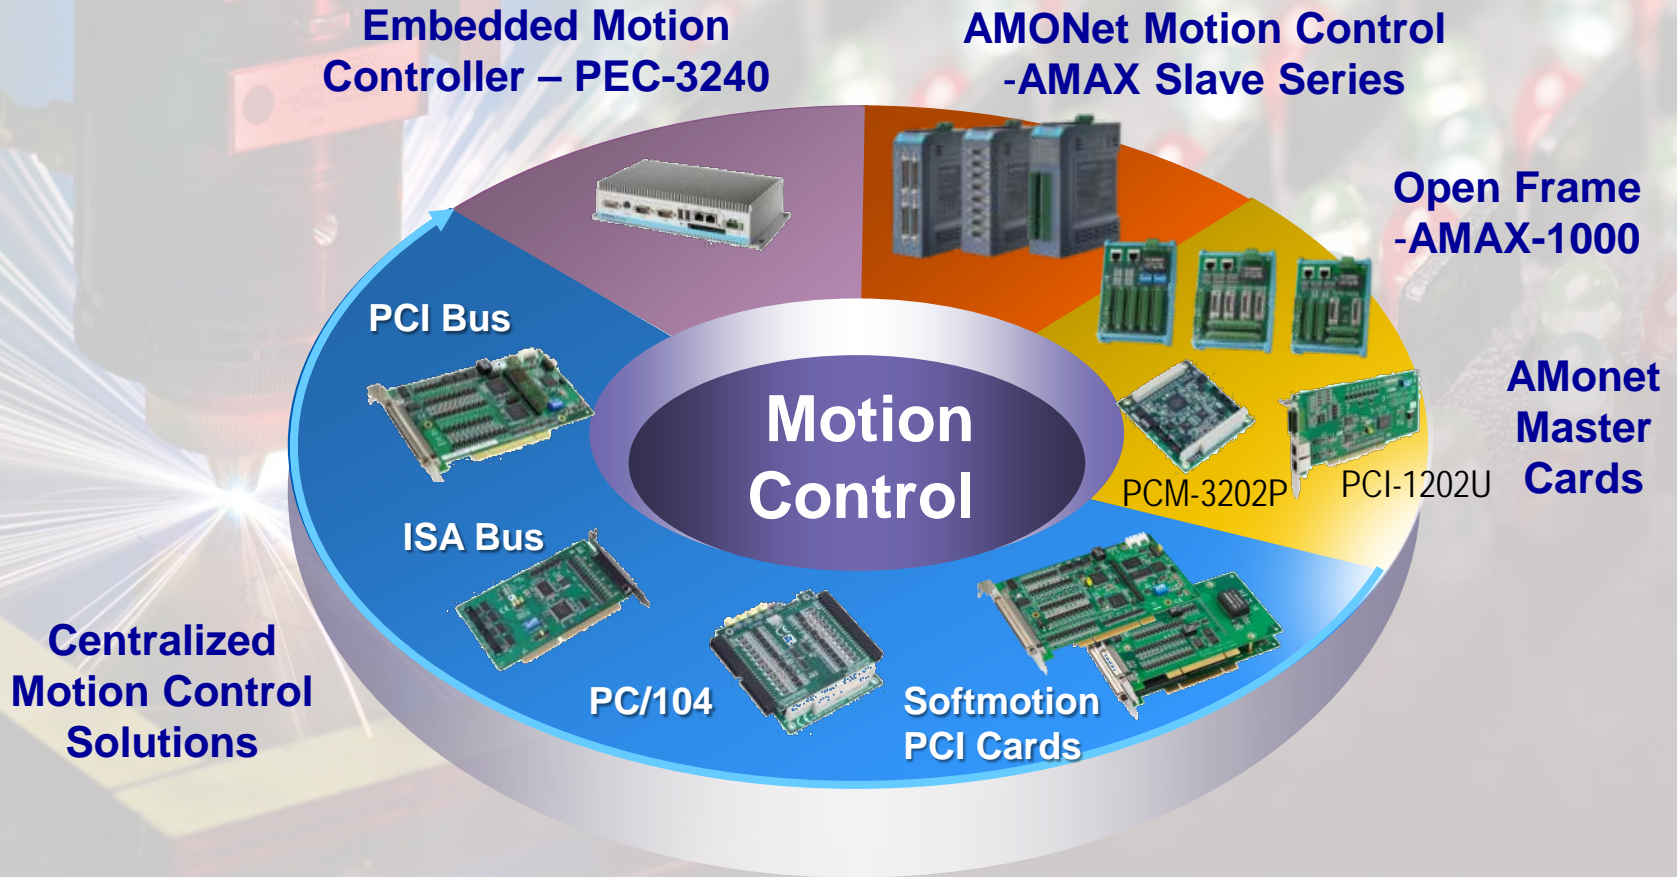 Embedded Motion
Controller – PEC-3240
AMONet Motion Control
-AMAX Slave Series
Open Frame
-AMAX-1000
PCI Bus
AMonet
Master
Cards
Motion
Control
PCM-3202P
PCI-1202U
ISA Bus
Centralized
Motion Control
Solutions
PC/104
Softmotion
PCI Cards